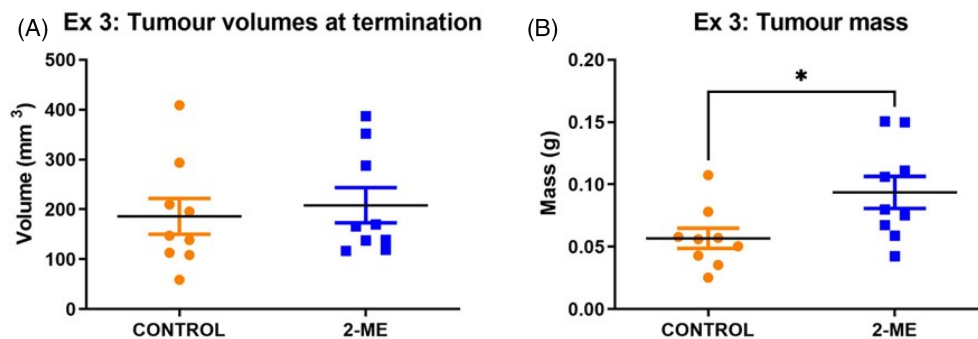 (A) Ex 3: Tumour volumes at termination
500
400
300
200
100
0
Volume (mm 3)
CONTROL 2-ME
(B) Ex 3: Tumour mass
*
0.20
0.15
0.10
0.05
0.00
Mass (g)
CONTROL 2-ME